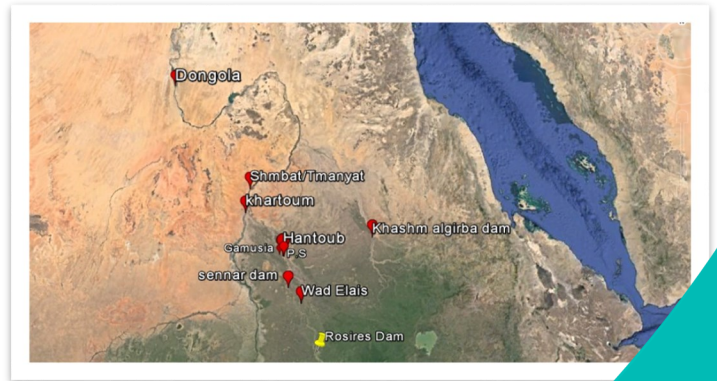 Dongola
Shmbat/Tmanyat
khartoum
Khashm algirba dam
Hantoub
Gamusia
P.S
sennar dam
Wad Elais
Rosires Dam